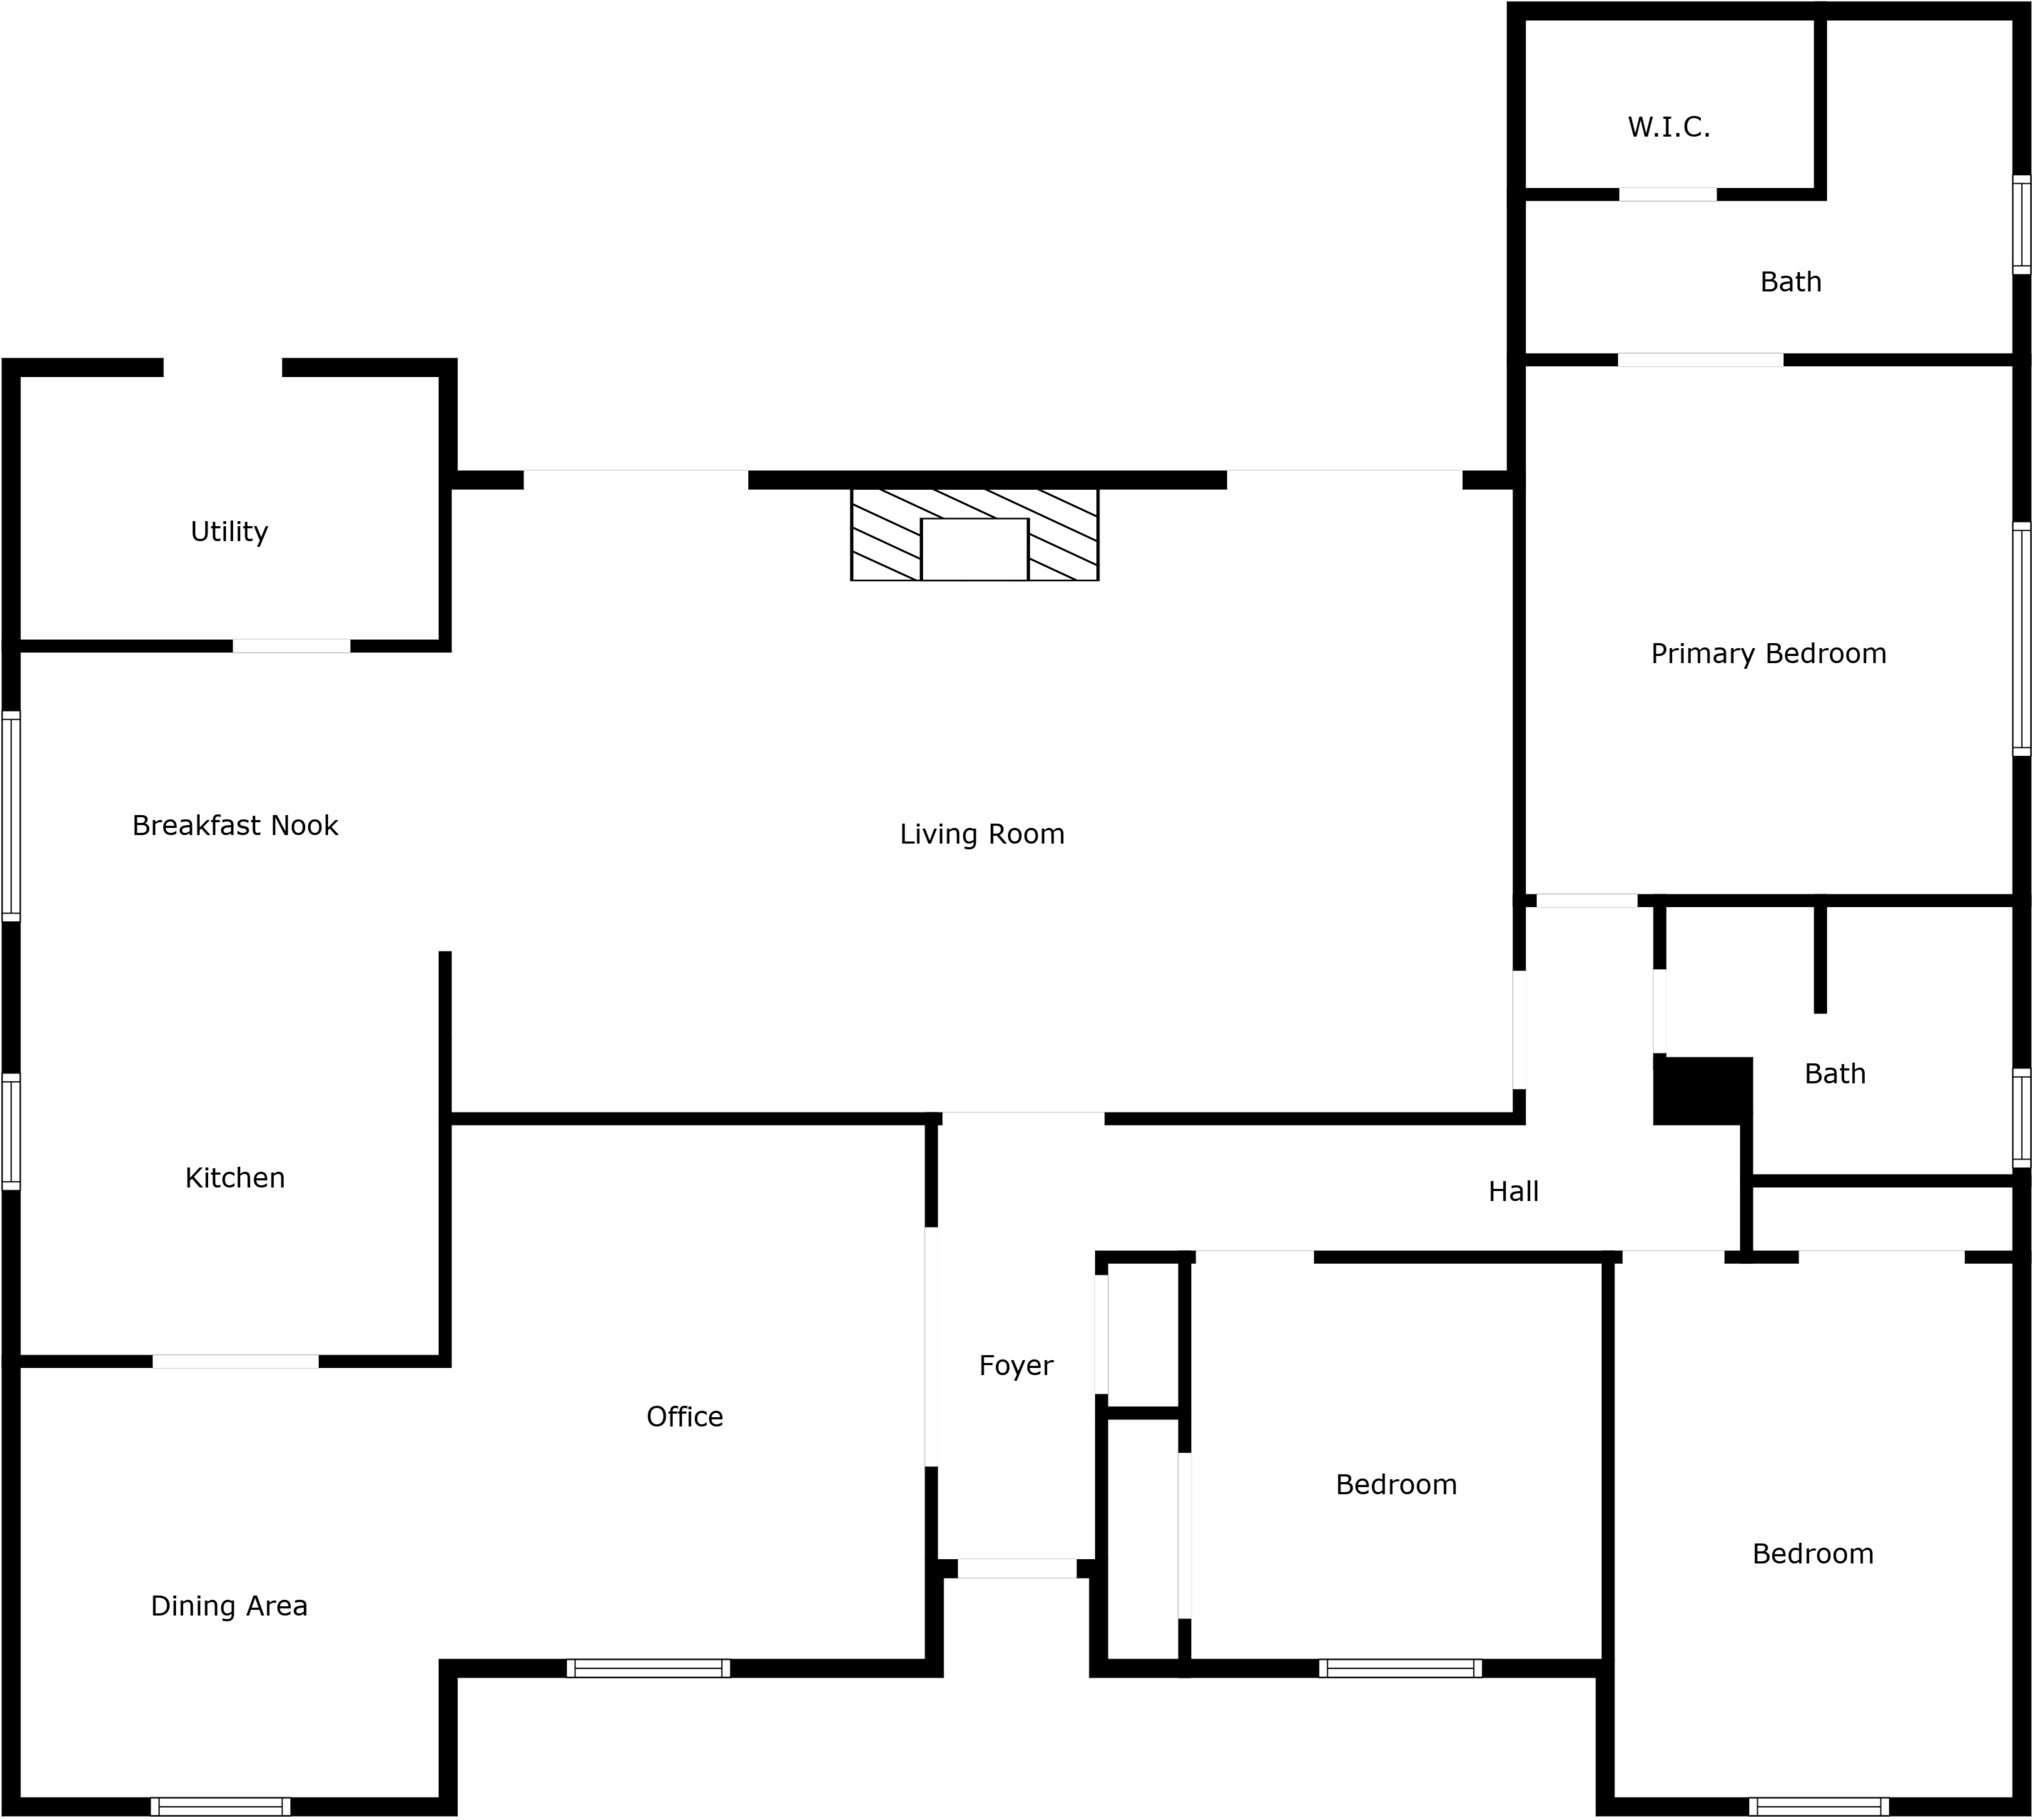 W.I.C.
Bath
Utility
Primary Bedroom
Breakfast Nook
Living Room
Bath
Kitchen
Hall
Foyer
Office
Bedroom
Bedroom
Dining Area